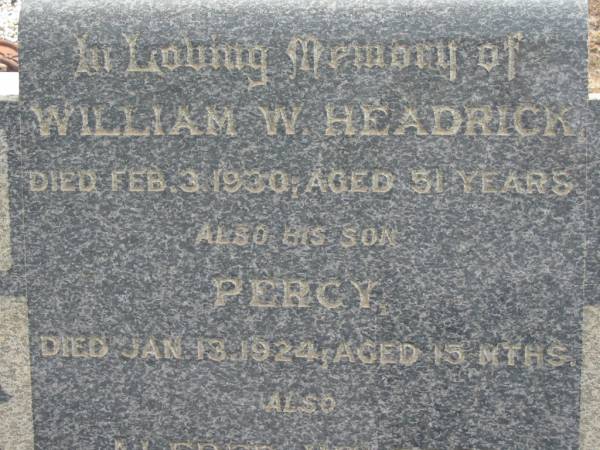 In Loving Memory of
WILLIAM W. HEADRICK,
DIED FEB. 3. 1930, AGED 51 YEARS
ALSO HIS SON
PERCY,
DIED JAN. 13. 1924, AGED 15 MTHS.
ALSO